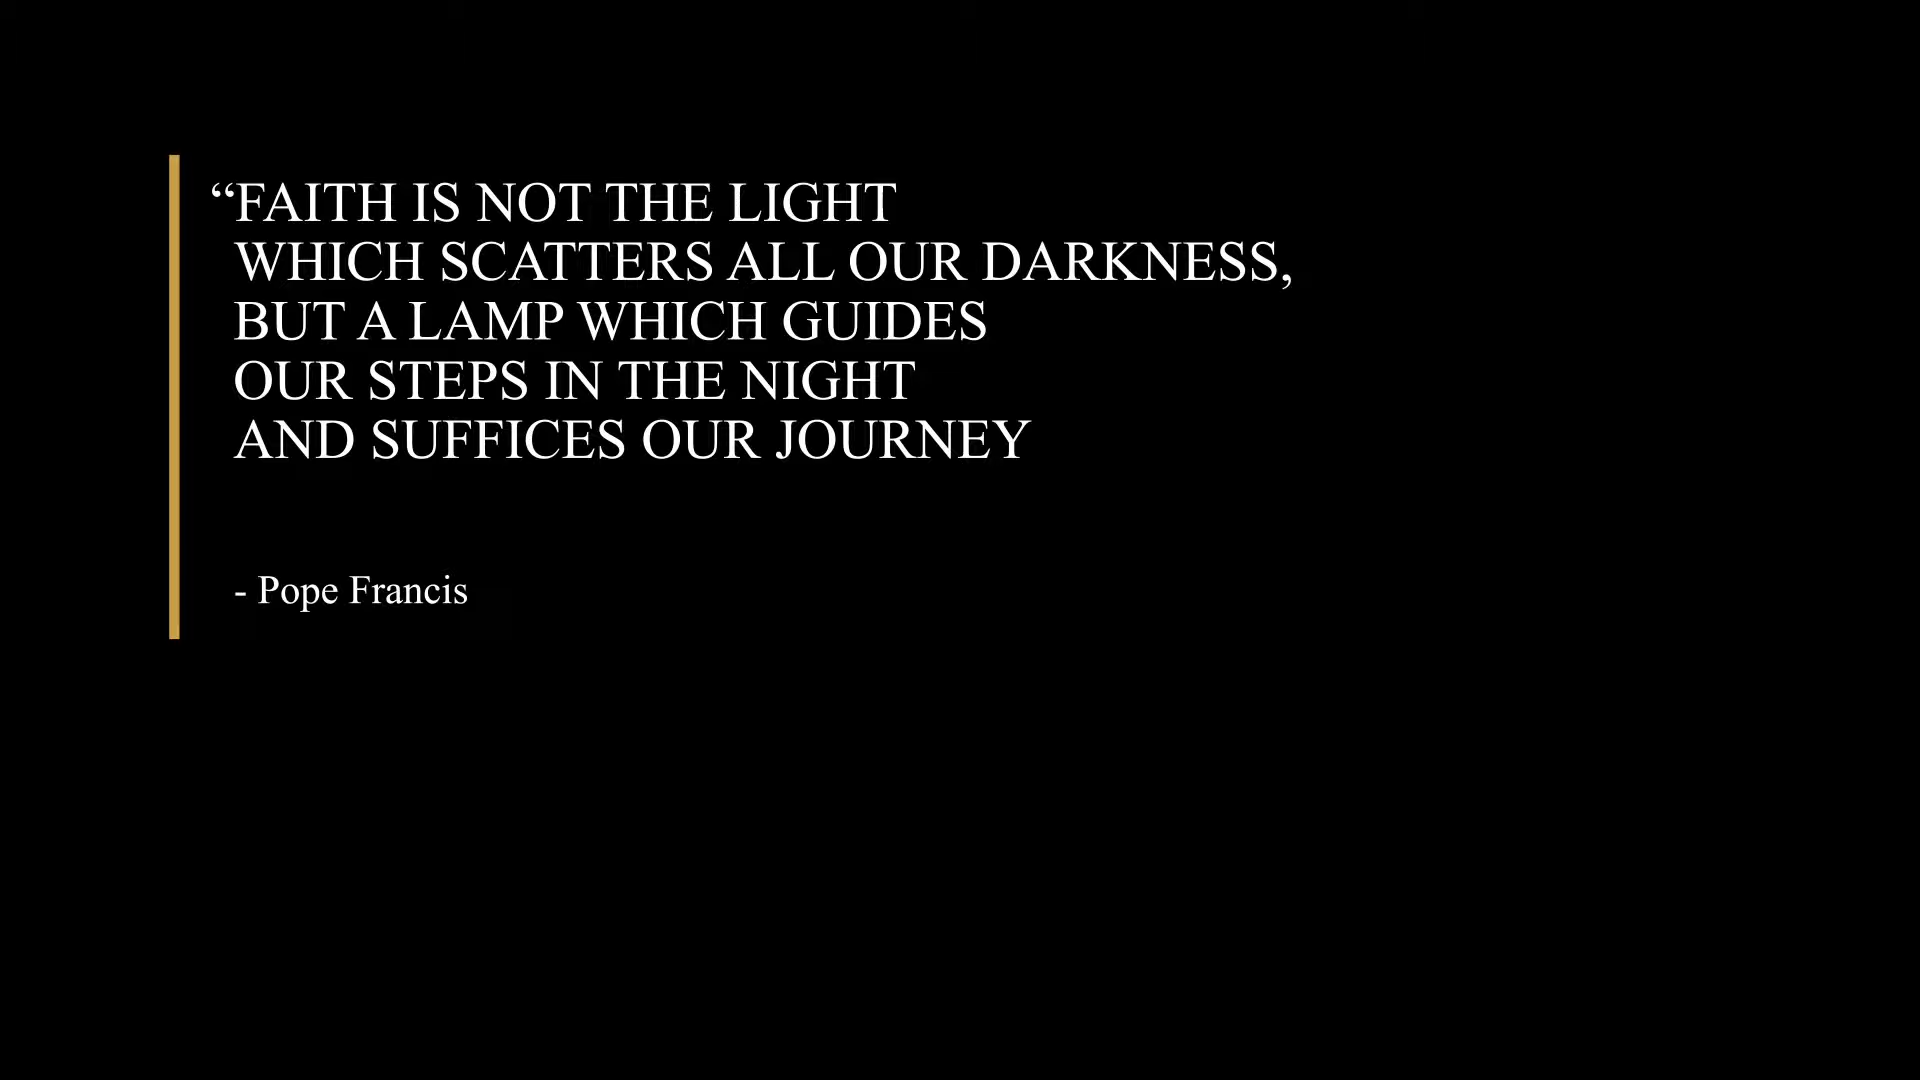 “FAITH IS NOT THE LIGHT
WHICH SCATTERS ALL OUR DARKNESS,
BUT A LAMP WHICH GUIDES
OUR STEPS IN THE NIGHT
AND SUFFICES OUR JOURNEY
- Pope Francis